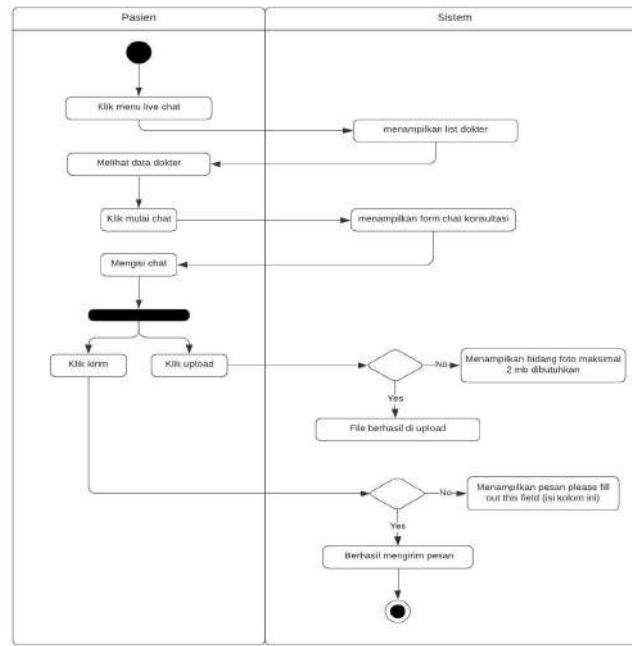 Pasien
Sistem
Klik menu live chat
menampilkan list dokter
Melihat data dokter
Klik mulai chat
menampilkan form chat konsultasi
Mengisi chat
Klik kirim
Klik upload
No
Menampilkan bidang foto maksimal
2 mb dibutuhkan
Yes
File berhasil di upload
No
Menampilkan pesan please fill
out this field (isi kolom ini)
Yes
Berhasil mengirim pesan